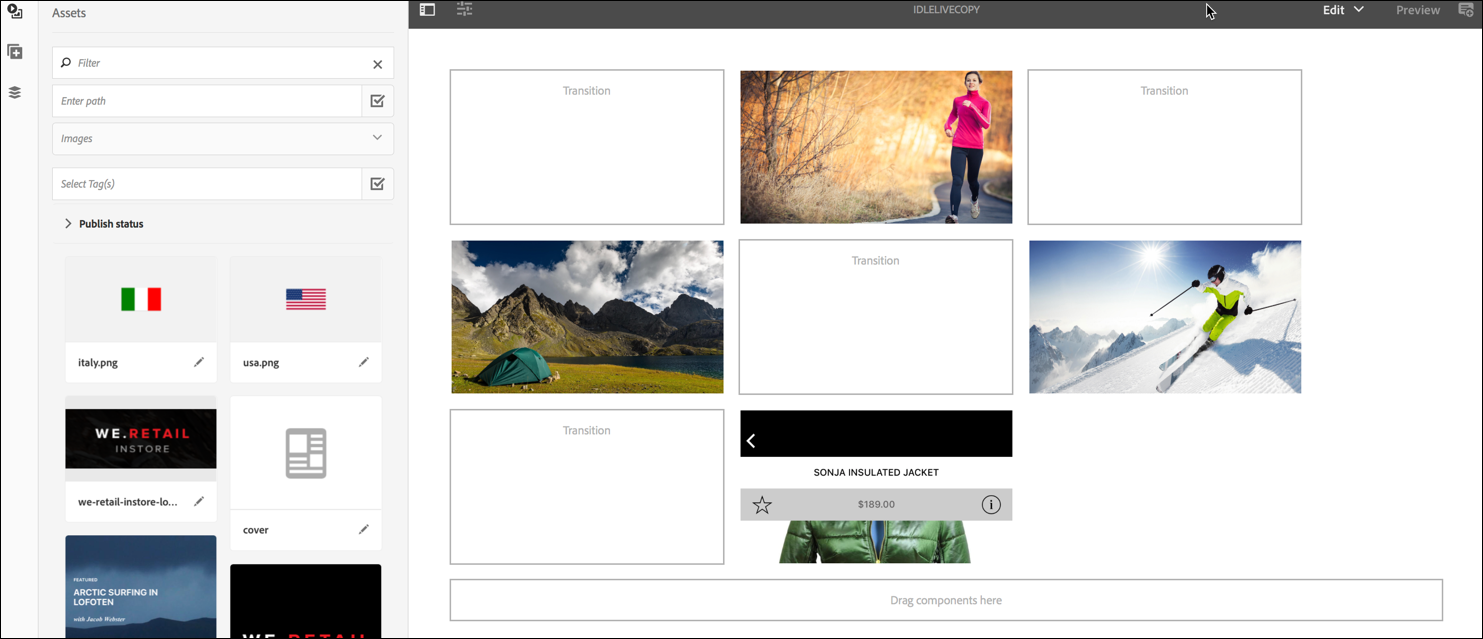 Assets
Filter
Enter path
Images
Select Tag(s)
Publish status
italy.png
usa.png
WE.RETAIL
INSTORE
we-retail-instore-lo...
cover
FEATURED
ARCTIC SURFING IN
LOFOTEN
with Jacob Webster
WE.RETAIL
IDLELIVECOPY
Edit
Preview
Transition
Transition
Transition
Transition
SONJA INSULATED JACKET
$189.00
Drag components here